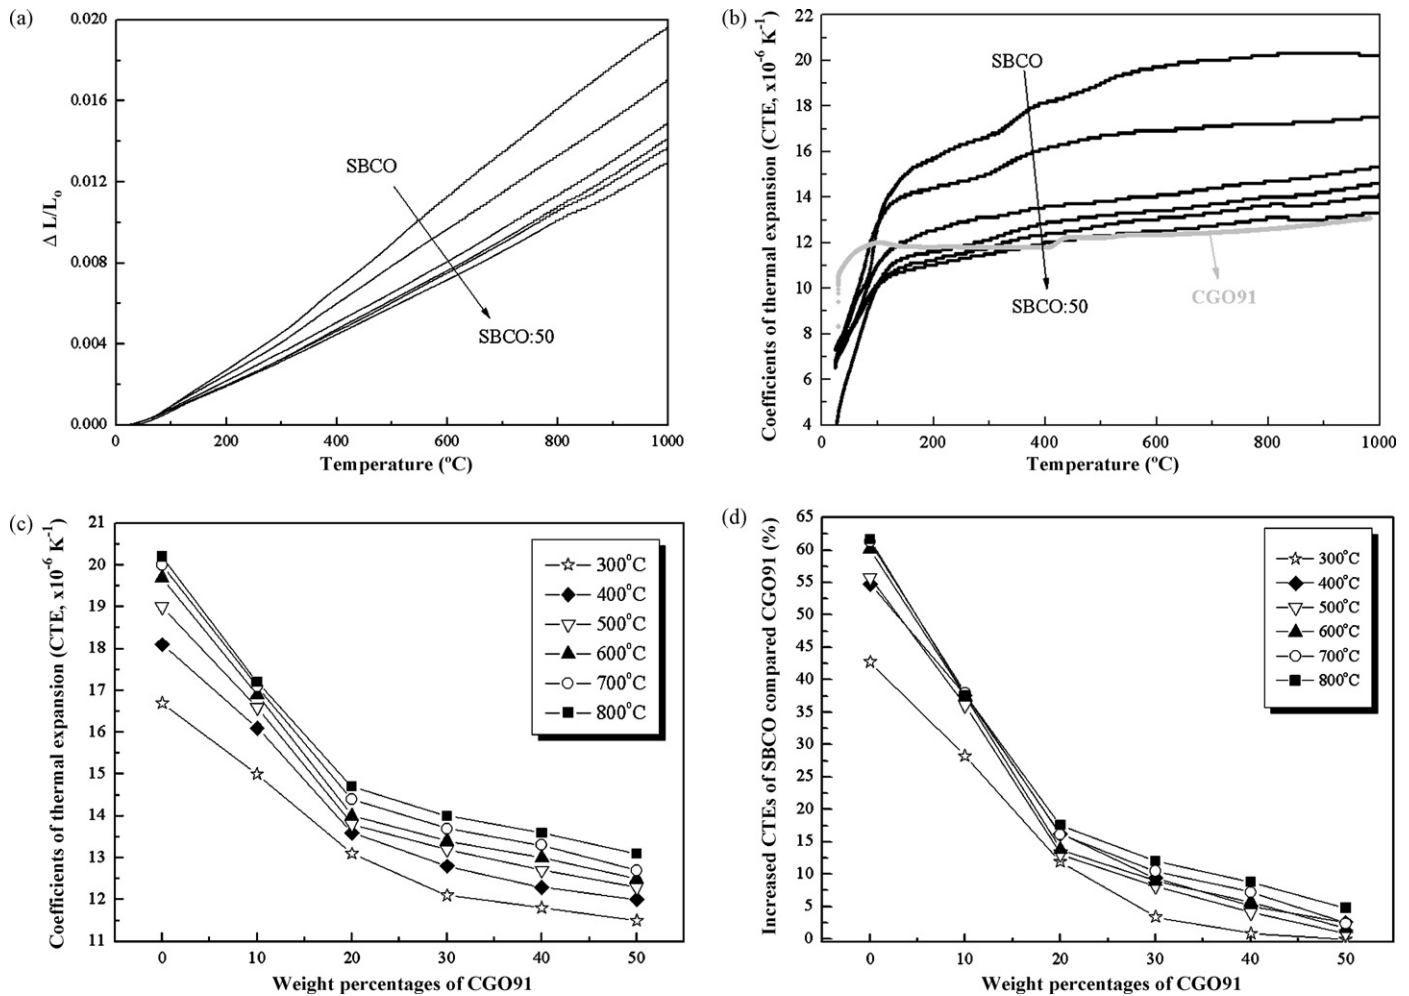 (a)
0.020
0.016
0.012
0.008
0.004
0.000
Δ L/Lo
SBCO
SBCO:50
0
200
400
600
800
1000
Temperature (ºC)
(b)
22
20
18
16
14
12
10
8
6
4
Coefficients of thermal expansion (CTE, x10-6 K-1)
SBCO
SBCO:50
CGO91
0
200
400
600
800
1000
Temperature (ºC)
(c)
21
20
19
18
17
16
15
14
13
12
11
Coefficients of thermal expansion (CTE, x10-6 K-1)
300°C
400°C
500°C
600°C
700°C
800°C
0
10
20
30
40
50
Weight percentages of CGO91
(d)
65
60
55
50
45
40
35
30
25
20
15
10
5
0
Increased CTEs of SBCO compared CGO91 (%)
300°C
400°C
500°C
600°C
700°C
800°C
0
10
20
30
40
50
Weight percentages of CGO91